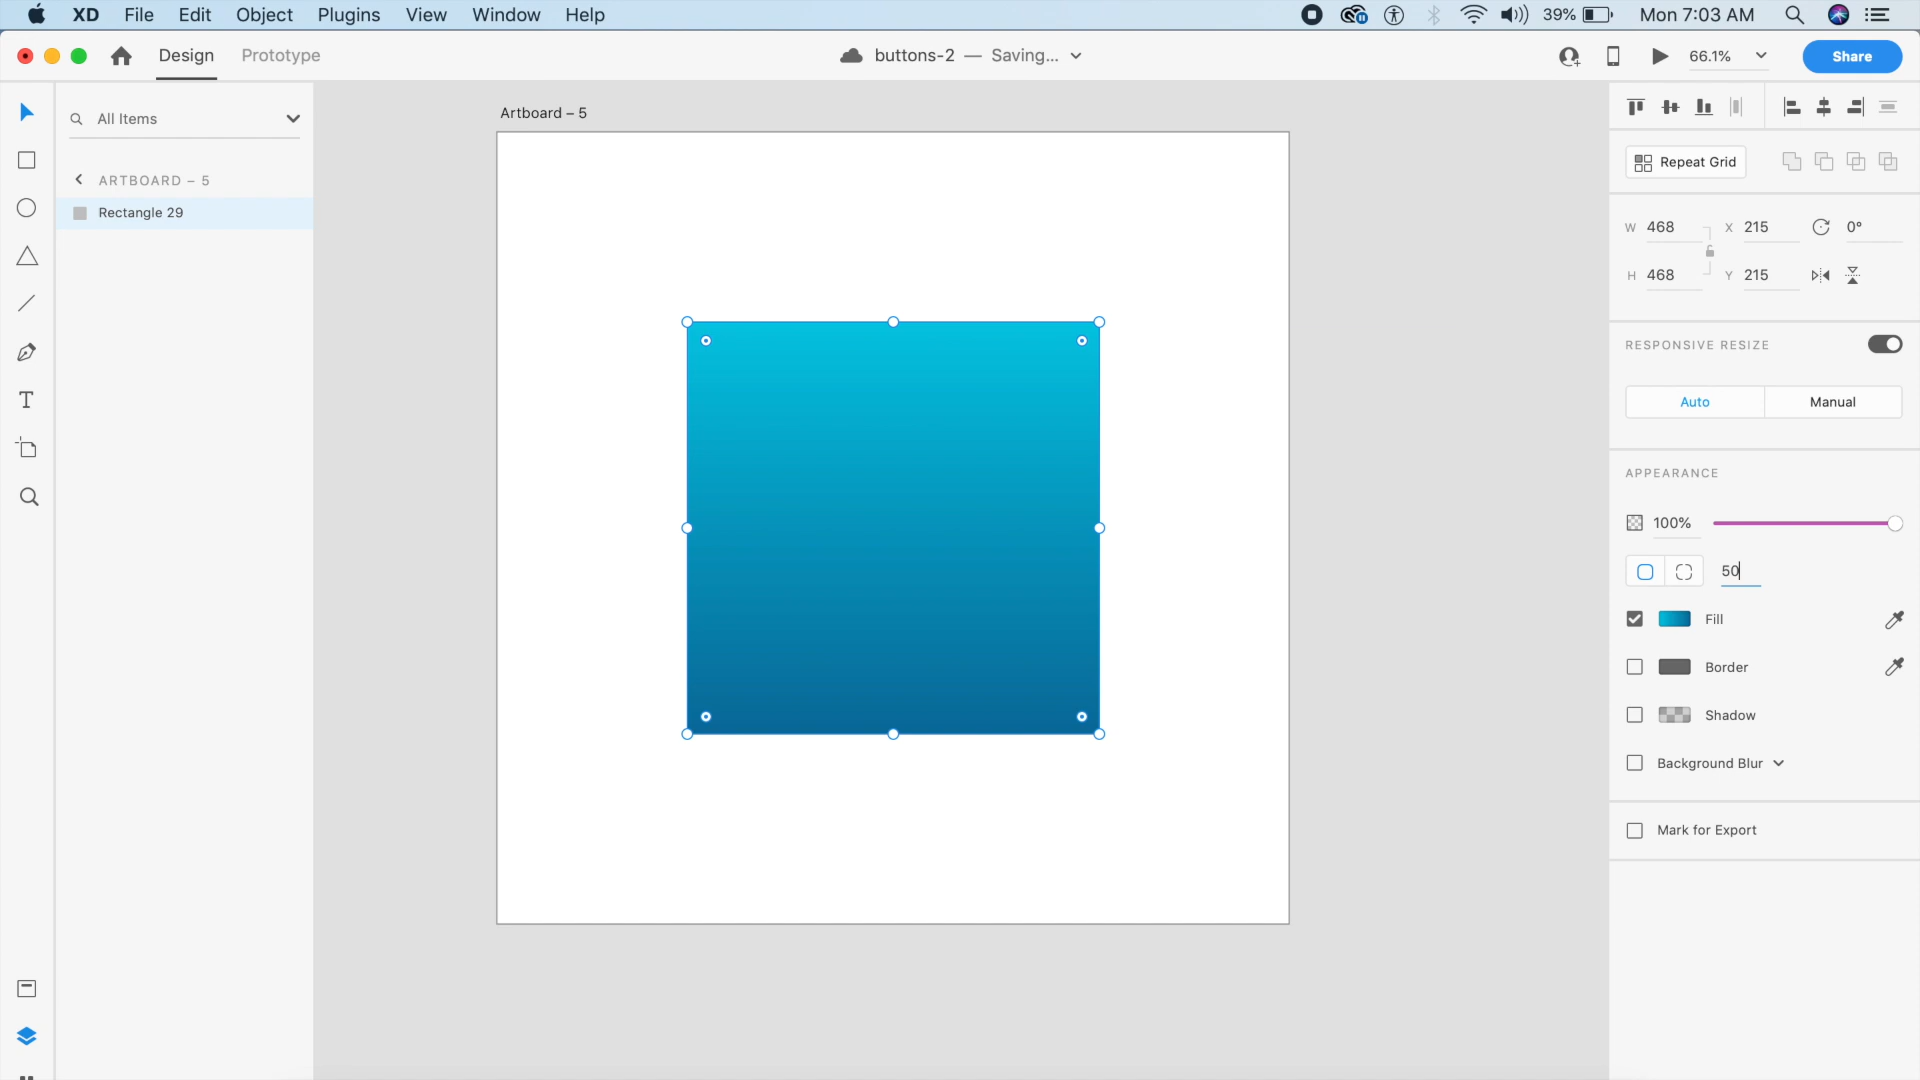 XD File Edit Object Plugins View Window Help 39% Mon 7:03 AM
Design Prototype buttons-2 — Saving... 66.1% Share
All Items
ARTBOARD – 5
Rectangle 29
Artboard – 5
Repeat Grid
W 468 X 215 0°
H 468 Y 215
RESPONSIVE RESIZE
Auto Manual
APPEARANCE
100%
50
Fill
Border
Shadow
Background Blur
Mark for Export
T